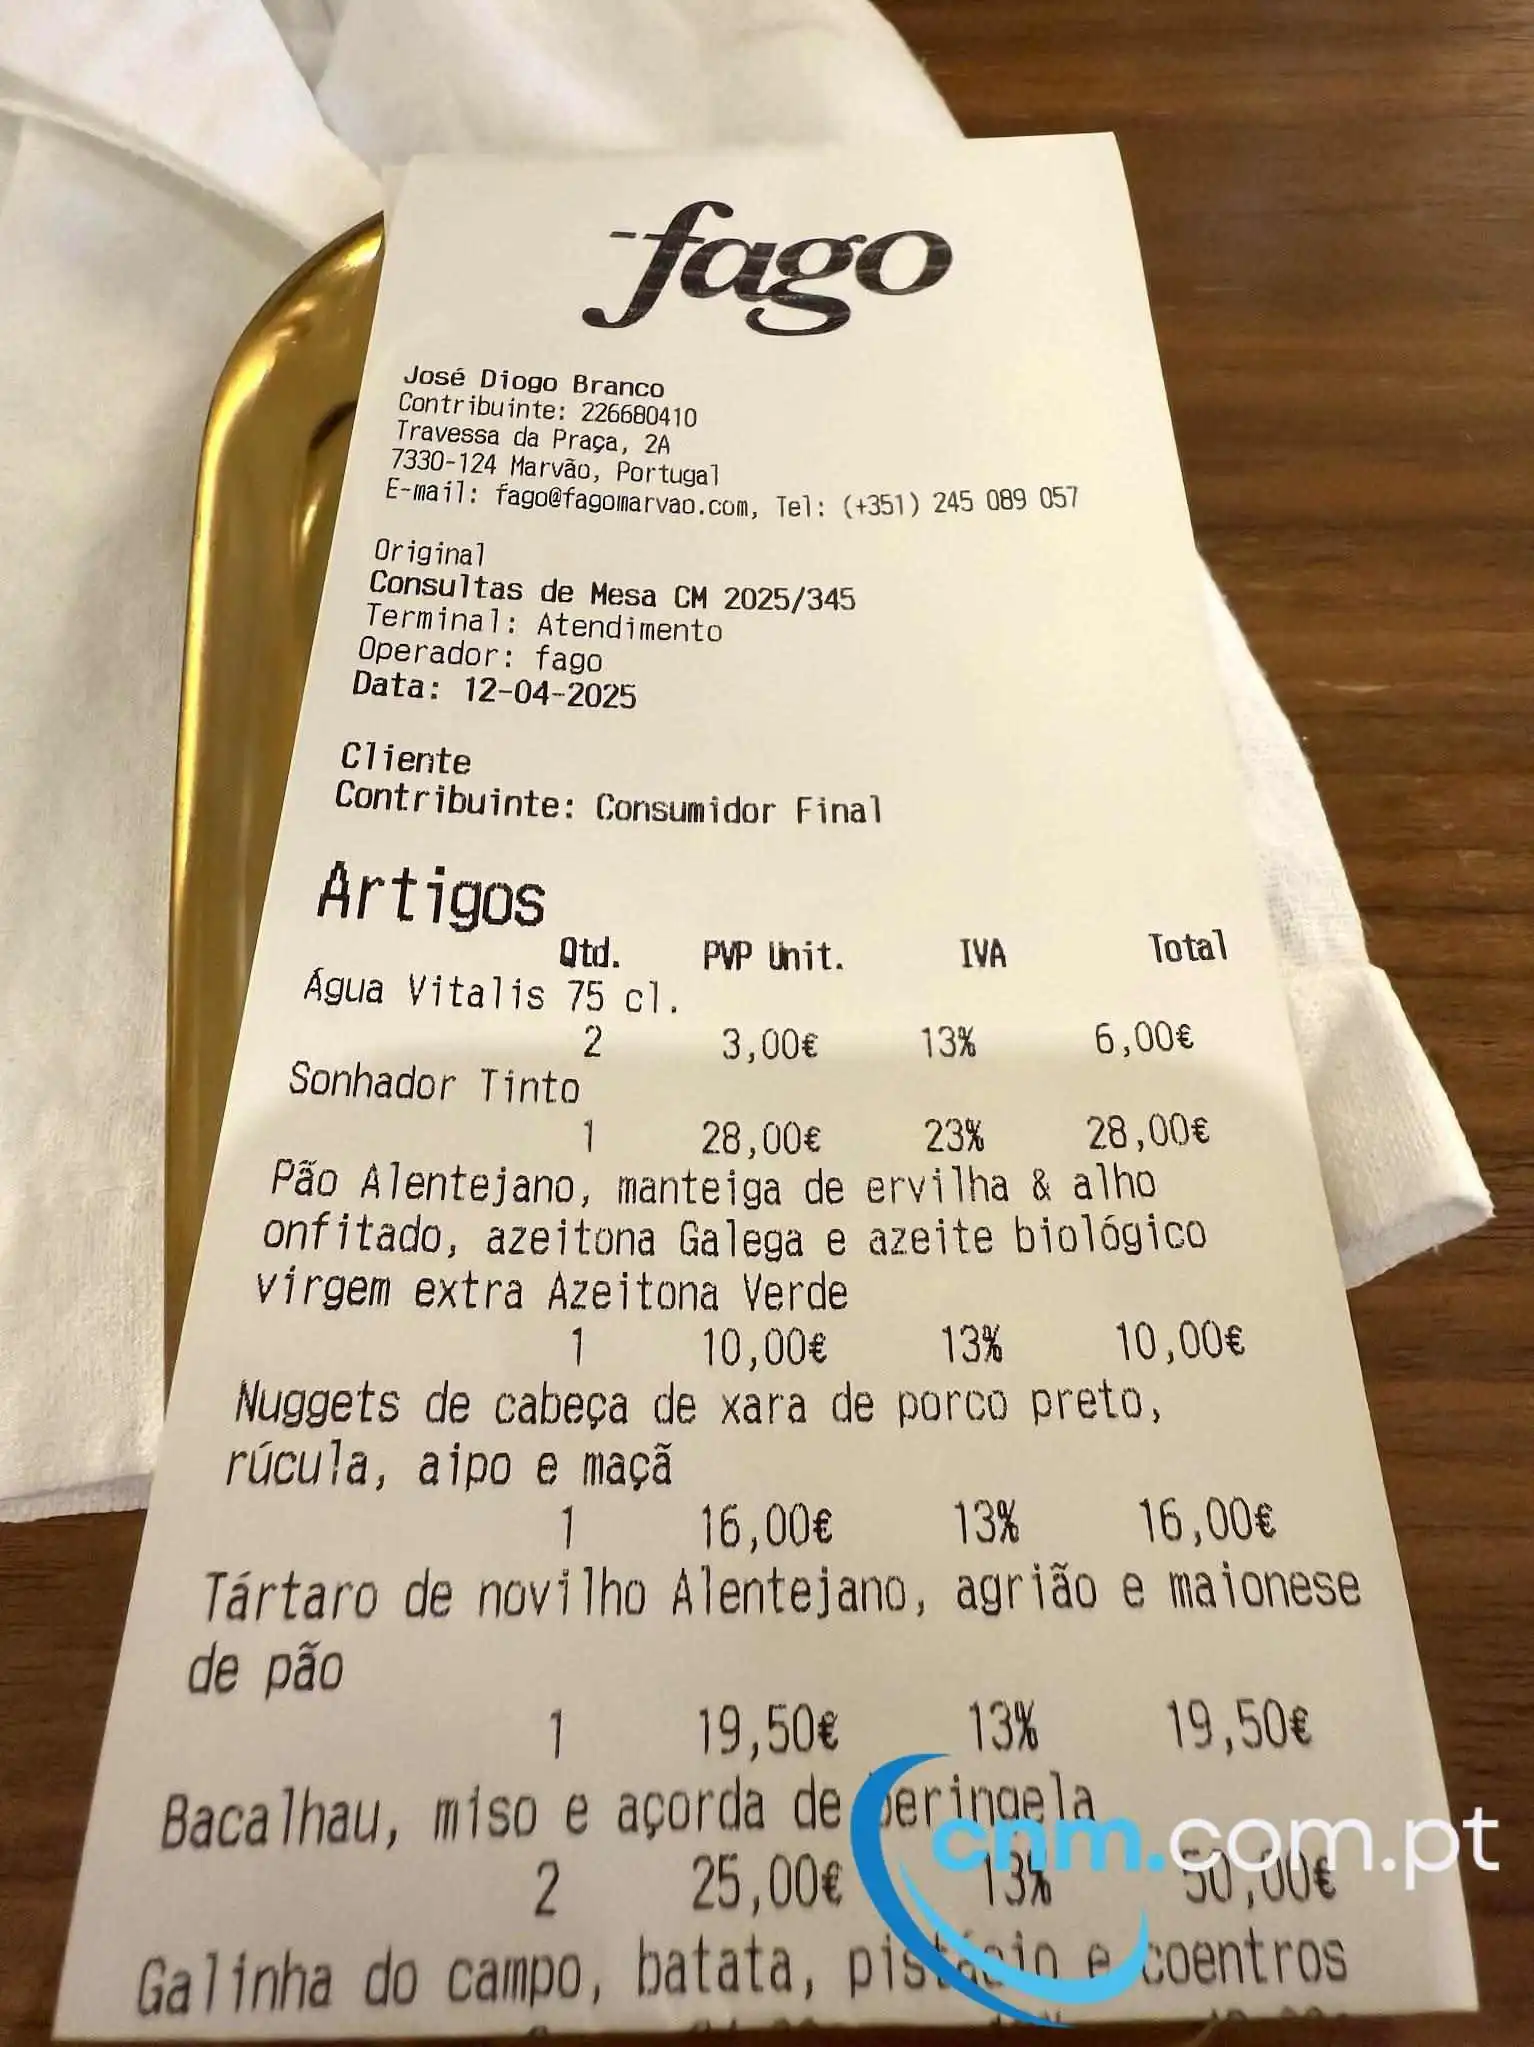 fago
José Diogo Branco
Contribuinte: 226680410
Travessa da Praça, 2A
7330-124 Marvão, Portugal
E-mail: fago@fagomarvao.com, Tel: (+351) 245 089 057
Original
Consultas de Mesa CM 2025/345
Terminal: Atendimento
Operador: fago
Data: 12-04-2025
Cliente
Contribuinte: Consumidor Final
Artigos
Qtd. PVP Unit. IVA Total
Água Vitalis 75 cl.
2 3,00€ 13% 6,00€
Sonhador Tinto
1 28,00€ 23% 28,00€
Pão Alentejano, manteiga de ervilha & alho
onfitado, azeitona Galega e azeite biológico
virgem extra Azeitona Verde
1 10,00€ 13% 10,00€
Nuggets de cabeça de xara de porco preto,
rúcula, aipo e maçã
1 16,00€ 13% 16,00€
Tártaro de novilho Alentejano, agrião e maionese
de pão
1 19,50€ 13% 19,50€
Bacalhau, miso e açorda de beringela
cnm.com.pt
2 25,00€ 13% 50,00€
Galinha do campo, batata, pistácio e coentros